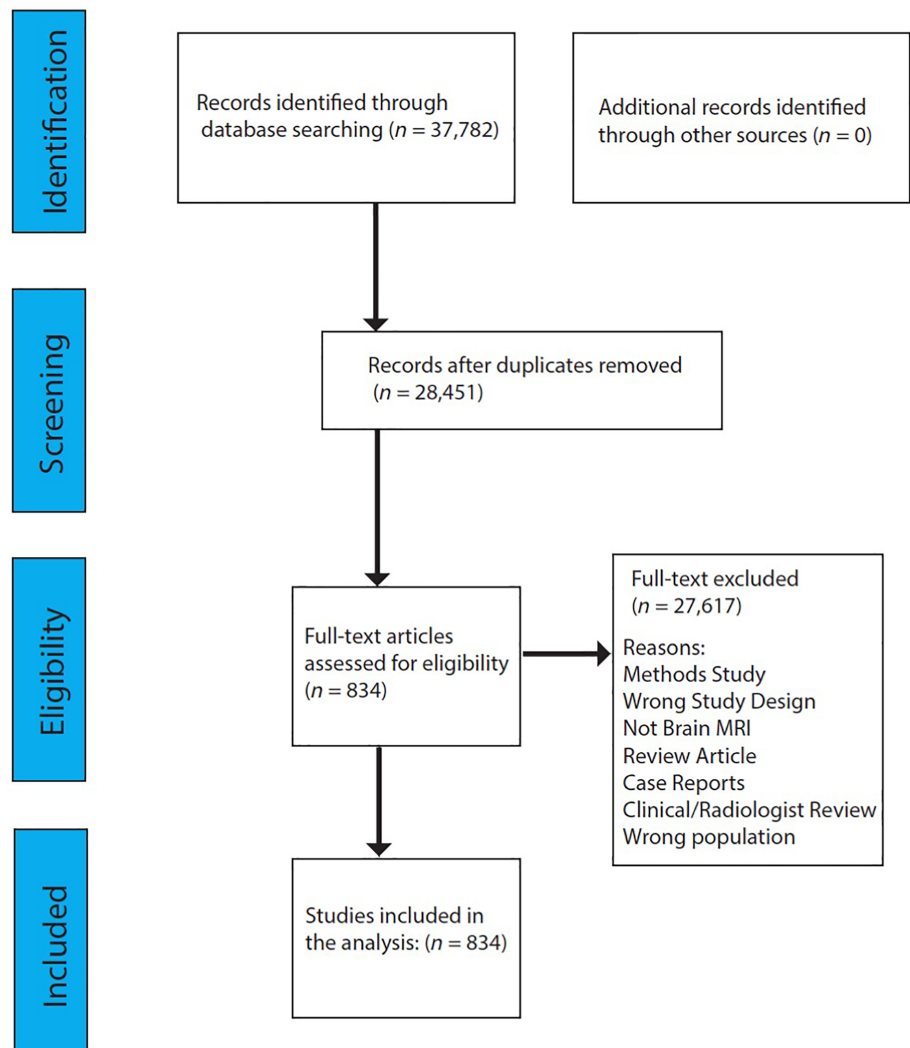 Identification
Records identified through
database searching (n = 37,782)
Additional records identified
through other sources (n = 0)
Screening
Records after duplicates removed
(n = 28,451)
Eligibility
Full-text articles
assessed for eligibility
(n = 834)
Full-text excluded
(n = 27,617)
Reasons:
Methods Study
Wrong Study Design
Not Brain MRI
Review Article
Case Reports
Clinical/Radiologist Review
Wrong population
Included
Studies included in
the analysis: (n = 834)